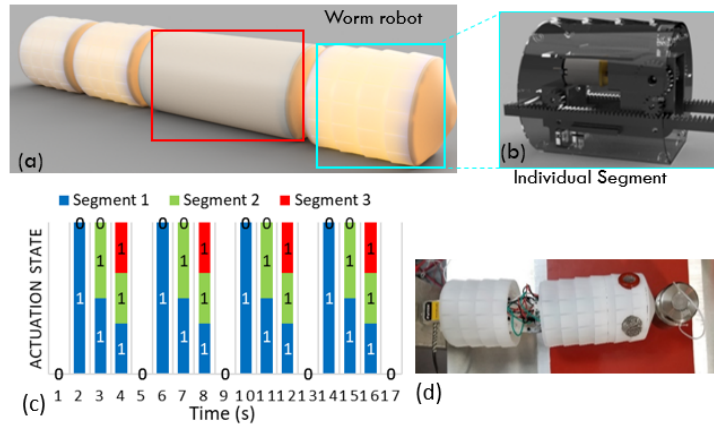 Worm robot
(a)
(b)
Individual Segment
Segment 1 Segment 2 Segment 3
ACTUATION STATE
0 0 0 0 0 0 0 0
1 1 1 1
1 1 1 1
1 1 1 1
1 1 1 1
1 1 1 1
1 1 1 1
0 0 0 0 0
1 2 3 4 5 6 7 8 9 10 11 12 13 14 15 16 17
Time (s)
(c)
(d)